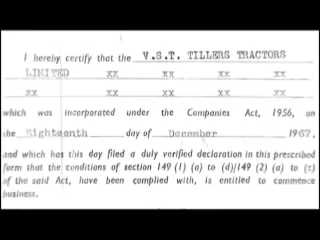 I hereby certify that the V.S.T. TILLERS TRACTORS
LIMITED xx xx xx xx
xx xx xx xx xx
which was incorporated under the Companies Act, 1956, on
the Eighteenth day of December 1967,
and which has this day filed a duly verified declaration in this prescribed
form that the conditions of section 149 (1) (a) to (d)/149 (2) (a) to (c)
of the said Act, have been complied with, is entitled to commence
business.